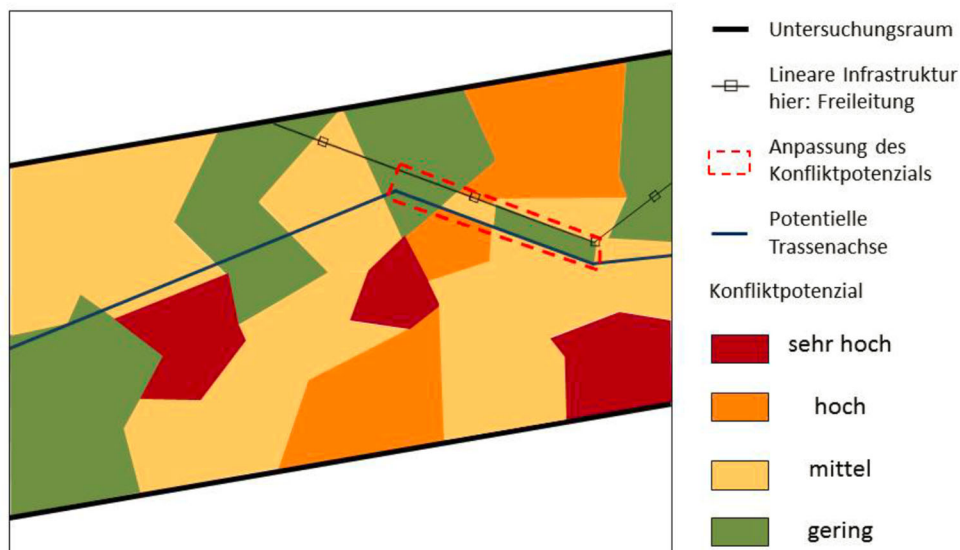 Untersuchungsraum
Lineare Infrastruktur
hier: Freileitung
Anpassung des
Konfliktpotenzials
Potentielle
Trassenachse
Konfliktpotenzial
sehr hoch
hoch
mittel
gering